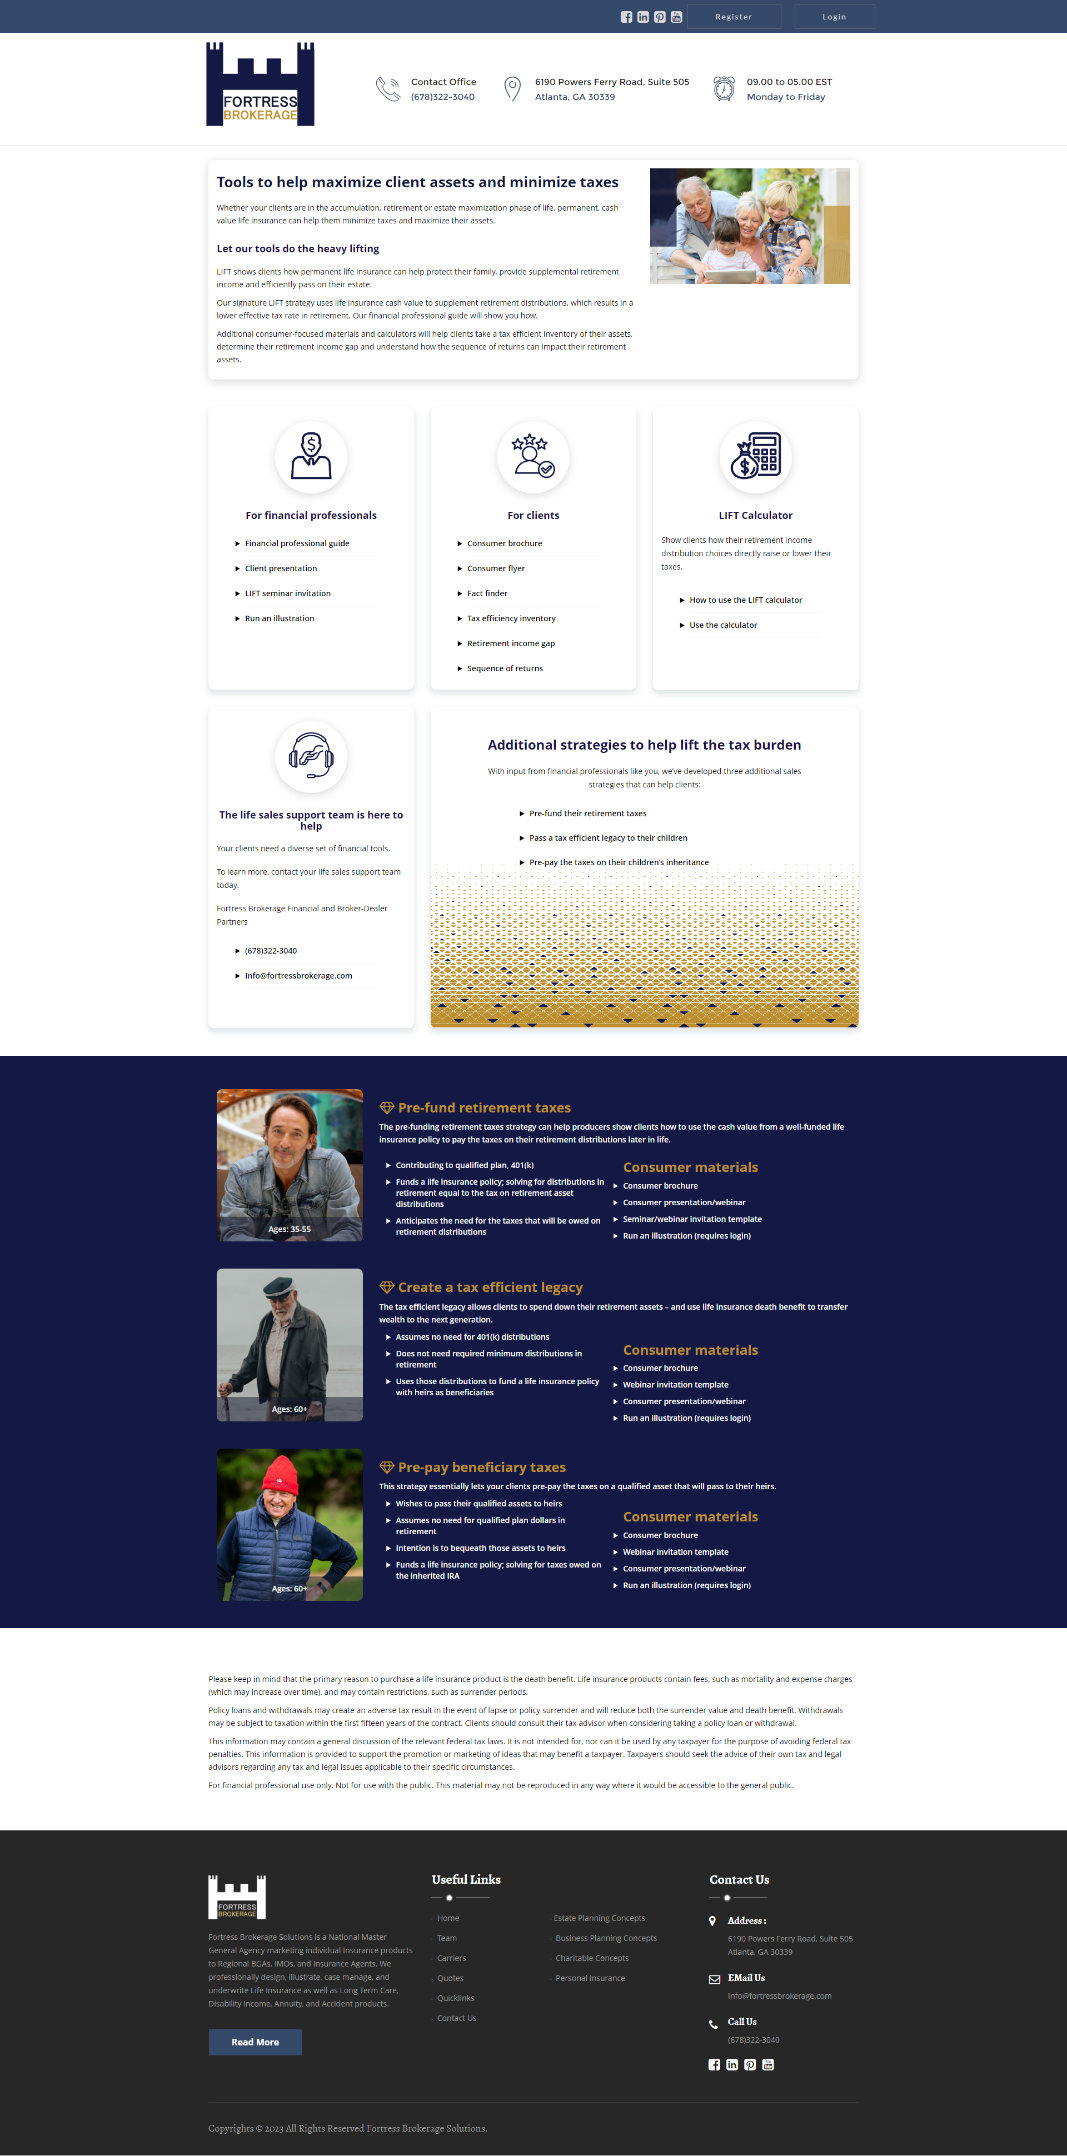 Register
Login
FORTRESS
BROKERAGE
Contact Office
(678)322-3040
6190 Powers Ferry Road, Suite 505
Atlanta, GA 30339
09.00 to 05.00 EST
Monday to Friday
Tools to help maximize client assets and minimize taxes
Whether your clients are in the accumulation, retirement or estate maximization phase of life, permanent, cash
value life insurance can help them minimize taxes and maximize their assets.
Let our tools do the heavy lifting
LIFT shows clients how permanent life insurance can help protect their family, provide supplemental retirement
income and efficiently pass on their estate.
Our signature LIFT strategy uses life insurance cash value to supplement retirement distributions, which results in a
lower effective tax rate in retirement. Our financial professional guide will show you how.
Additional consumer-focused materials and calculators will help clients take a tax efficient inventory of their assets,
determine their retirement income gap and understand how the sequence of returns can impact their retirement
assets.
For financial professionals
Financial professional guide
Client presentation
LIFT seminar invitation
Run an illustration
For clients
Consumer brochure
Consumer flyer
Fact finder
Tax efficiency inventory
Retirement income gap
Sequence of returns
LIFT Calculator
Show clients how their retirement income
distribution choices directly raise or lower their
taxes.
How to use the LIFT calculator
Use the calculator
The life sales support team is here to
help
Your clients need a diverse set of financial tools.
To learn more, contact your life sales support team
today.
Fortress Brokerage Financial and Broker-Dealer
Partners
(678)322-3040
Info@fortressbrokerage.com
Additional strategies to help lift the tax burden
With input from financial professionals like you, we've developed three additional sales
strategies that can help clients:
Pre-fund their retirement taxes
Pass a tax efficient legacy to their children
Pre-pay the taxes on their children's inheritance
Ages: 35-55
Pre-fund retirement taxes
The pre-funding retirement taxes strategy can help producers show clients how to use the cash value from a well-funded life
insurance policy to pay the taxes on their retirement distributions later in life.
Contributing to qualified plan, 401(k)
Funds a life insurance policy; solving for distributions in
retirement equal to the tax on retirement asset
distributions
Anticipates the need for the taxes that will be owed on
retirement distributions
Consumer materials
Consumer brochure
Consumer presentation/webinar
Seminar/webinar invitation template
Run an illustration (requires login)
Ages: 60+
Create a tax efficient legacy
The tax efficient legacy allows clients to spend down their retirement assets – and use life insurance death benefit to transfer
wealth to the next generation.
Assumes no need for 401(k) distributions
Does not need required minimum distributions in
retirement
Uses those distributions to fund a life insurance policy
with heirs as beneficiaries
Consumer materials
Consumer brochure
Webinar invitation template
Consumer presentation/webinar
Run an illustration (requires login)
Ages: 60+
Pre-pay beneficiary taxes
This strategy essentially lets your clients pre-pay the taxes on a qualified asset that will pass to their heirs.
Wishes to pass their qualified assets to heirs
Assumes no need for qualified plan dollars in
retirement
Intention is to bequeath those assets to heirs
Funds a life insurance policy; solving for taxes owed on
the inherited IRA
Consumer materials
Consumer brochure
Webinar invitation template
Consumer presentation/webinar
Run an illustration (requires login)
Please keep in mind that the primary reason to purchase a life insurance product is the death benefit. Life insurance products contain fees, such as mortality and expense charges
(which may increase over time), and may contain restrictions, such as surrender periods.
Policy loans and withdrawals may create an adverse tax result in the event of lapse or policy surrender and will reduce both the surrender value and death benefit. Withdrawals
may be subject to taxation within the first fifteen years of the contract. Clients should consult their tax advisor when considering taking a policy loan or withdrawal.
This information may contain a general discussion of the relevant federal tax laws. It is not intended for, nor can it be used by any taxpayer for the purpose of avoiding federal tax
penalties. This information is provided to support the promotion or marketing of ideas that may benefit a taxpayer. Taxpayers should seek the advice of their own tax and legal
advisors regarding any tax and legal issues applicable to their specific circumstances.
For financial professional use only. Not for use with the public. This material may not be reproduced in any way where it would be accessible to the general public.
FORTRESS
BROKERAGE
Fortress Brokerage Solutions is a National Master
General Agency marketing individual Insurance products
to Regional BGAs, IMOs, and Insurance Agents. We
professionally design, illustrate, case manage, and
underwrite Life Insurance as well as Long Term Care,
Disability Income, Annuity, and Accident products.
Read More
Useful Links
Home
Team
Carriers
Quotes
Quicklinks
Contact Us
Estate Planning Concepts
Business Planning Concepts
Charitable Concepts
Personal Insurance
Contact Us
Address :
6190 Powers Ferry Road, Suite 505
Atlanta, GA 30339
EMail Us
Info@fortressbrokerage.com
Call Us
(678)322-3040
Copyrights © 2023 All Rights Reserved Fortress Brokerage Solutions.